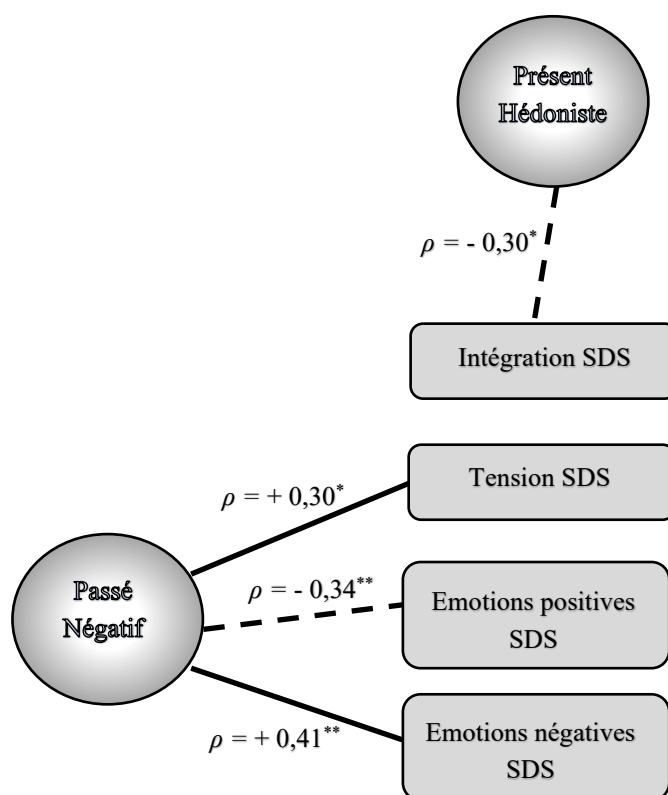 Présent
Hédoniste
ρ = - 0,30*
Intégration SDS
Tension SDS
ρ = + 0,30*
Passé
Négatif
ρ = - 0,34**
Emotions positives
SDS
ρ = + 0,41**
Emotions négatives
SDS